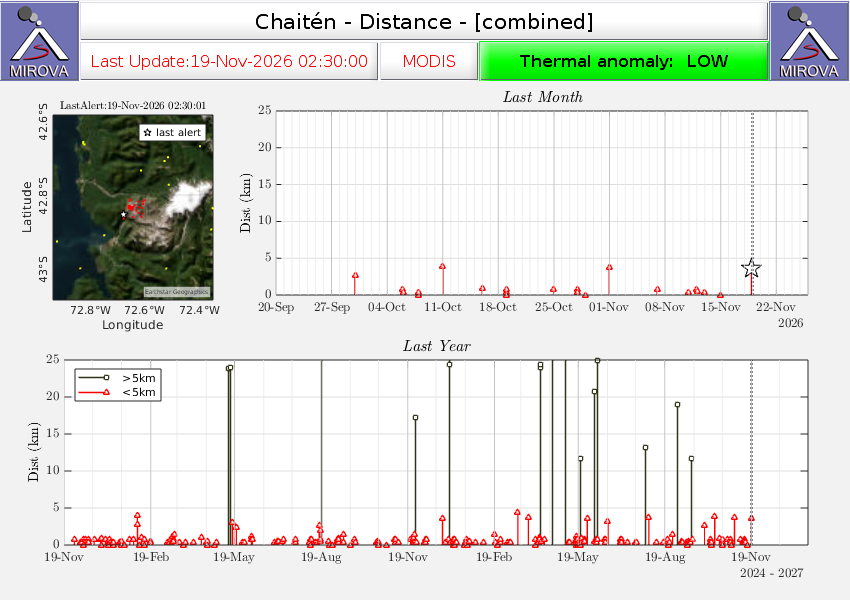 Chaitén - Distance - [combined]
MIROVA
Last Update:19-Nov-2026 02:30:00
MODIS
Thermal anomaly: LOW
MIROVA
LastAlert:19-Nov-2026 02:30:01
last alert
Latitude
42.6°S
42.8°S
43°S
Earthstar Geographics
72.8°W 72.6°W 72.4°W
Longitude
Last Month
Dist (km)
25
20
15
10
5
0
20-Sep 27-Sep 04-Oct 11-Oct 18-Oct 25-Oct 01-Nov 08-Nov 15-Nov 22-Nov
2026
Last Year
>5km
<5km
Dist (km)
25
20
15
10
5
0
19-Nov 19-Feb 19-May 19-Aug 19-Nov 19-Feb 19-May 19-Aug 19-Nov
2024 - 2027